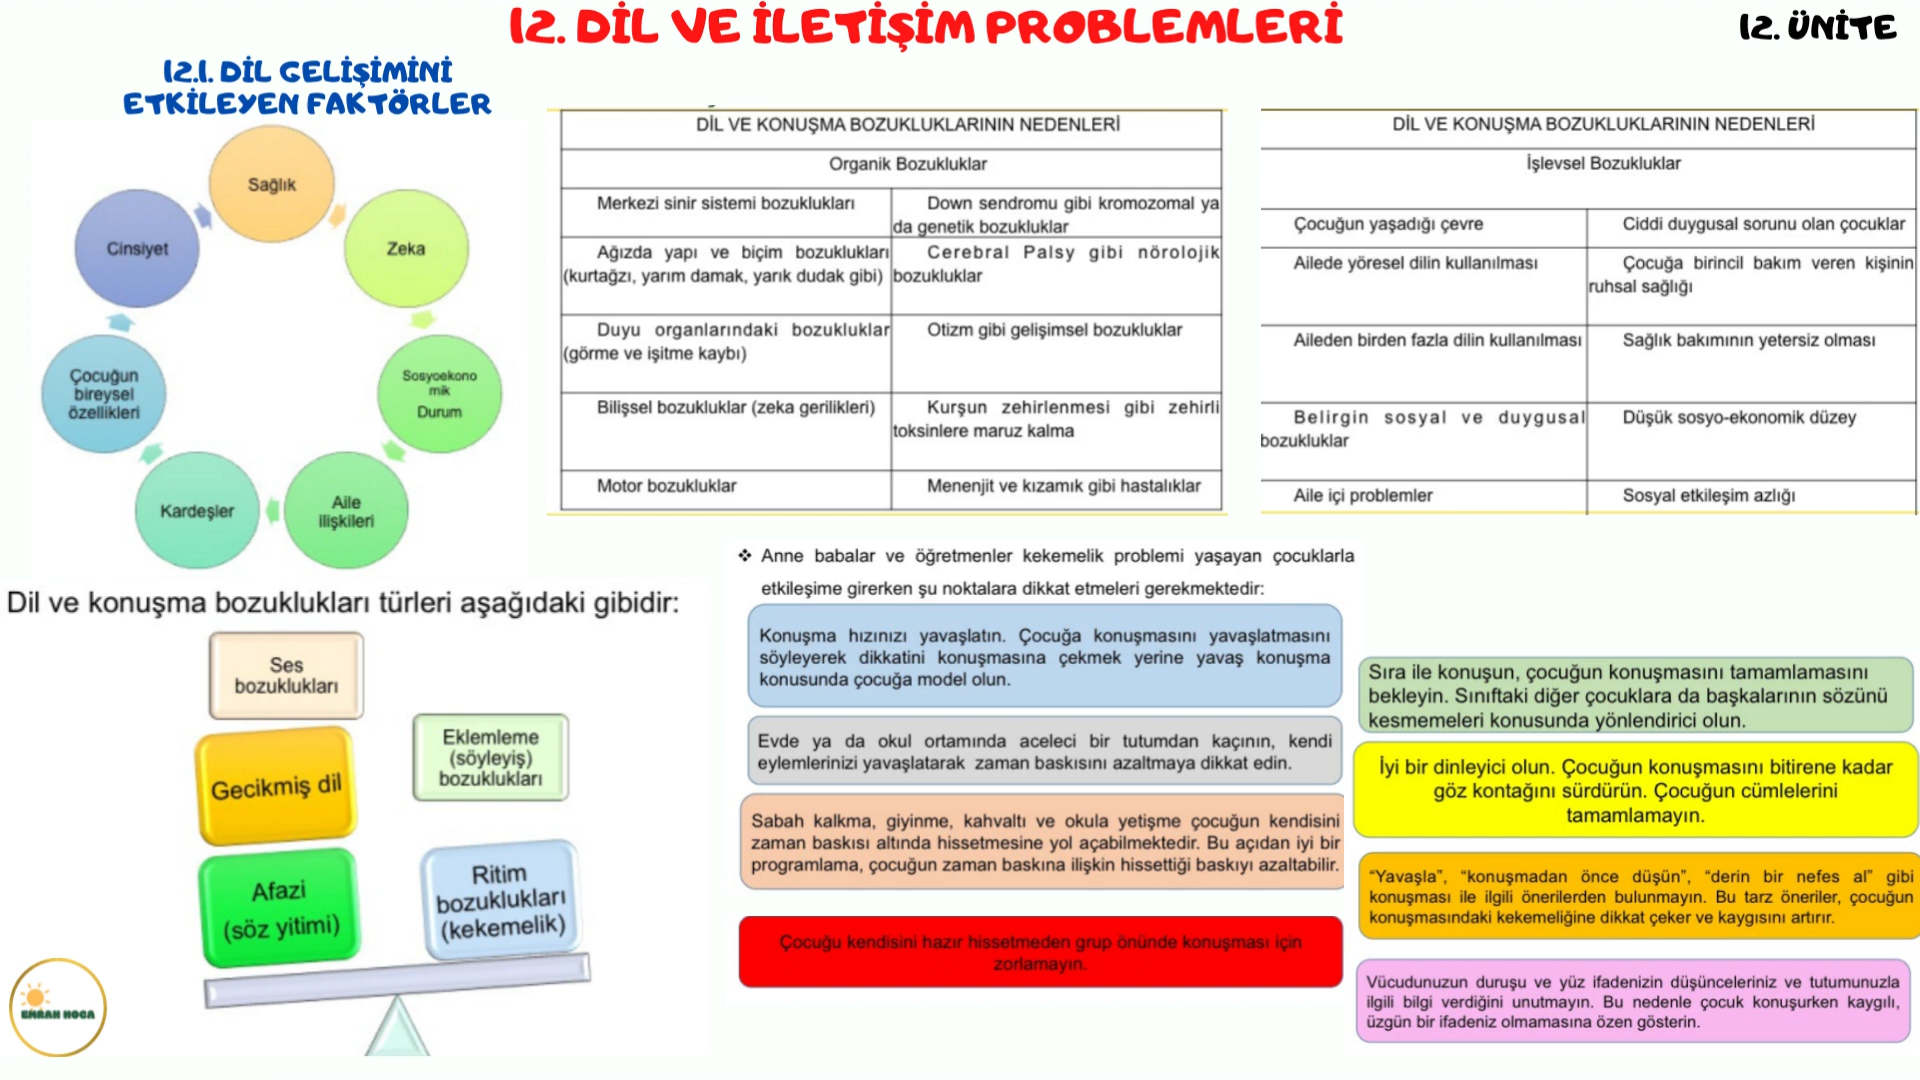 12. DİL VE İLETİŞİM PROBLEMLERİ
12. ÜNİTE
12.1. DİL GELİŞİMİNİ
ETKİLEYEN FAKTÖRLER
Sağlık
Zeka
Sosyoekono
mik
Durum
Aile
ilişkileri
Kardeşler
Çocuğun
bireysel
özellikleri
Cinsiyet
DİL VE KONUŞMA BOZUKLUKLARININ NEDENLERİ
Organik Bozukluklar
Merkezi sinir sistemi bozuklukları
Down sendromu gibi kromozomal ya
da genetik bozukluklar
Ağızda yapı ve biçim bozuklukları
(kurtağzı, yarım damak, yarık dudak gibi)
Cerebral Palsy gibi nörolojik
bozukluklar
Duyu organlarındaki bozukluklar
(görme ve işitme kaybı)
Otizm gibi gelişimsel bozukluklar
Bilişsel bozukluklar (zeka gerilikleri)
Kurşun zehirlenmesi gibi zehirli
toksinlere maruz kalma
Motor bozukluklar
Menenjit ve kızamık gibi hastalıklar
DİL VE KONUŞMA BOZUKLUKLARININ NEDENLERİ
İşlevsel Bozukluklar
Çocuğun yaşadığı çevre
Ciddi duygusal sorunu olan çocuklar
Ailede yöresel dilin kullanılması
Çocuğa birincil bakım veren kişinin
ruhsal sağlığı
Aileden birden fazla dilin kullanılması
Sağlık bakımının yetersiz olması
Belirgin sosyal ve duygusal
bozukluklar
Düşük sosyo-ekonomik düzey
Aile içi problemler
Sosyal etkileşim azlığı
Dil ve konuşma bozuklukları türleri aşağıdaki gibidir:
Ses
bozuklukları
Gecikmiş dil
Afazi
(söz yitimi)
Eklemleme
(söyleyiş)
bozuklukları
Ritim
bozuklukları
(kekemelik)
EMRAH HOCA
❖ Anne babalar ve öğretmenler kekemelik problemi yaşayan çocuklarla
etkileşime girerken şu noktalara dikkat etmeleri gerekmektedir:
Konuşma hızınızı yavaşlatın. Çocuğa konuşmasını yavaşlatmasını
söyleyerek dikkatini konuşmasına çekmek yerine yavaş konuşma
konusunda çocuğa model olun.
Evde ya da okul ortamında aceleci bir tutumdan kaçının, kendi
eylemlerinizi yavaşlatarak zaman baskısını azaltmaya dikkat edin.
Sabah kalkma, giyinme, kahvaltı ve okula yetişme çocuğun kendisini
zaman baskısı altında hissetmesine yol açabilmektedir. Bu açıdan iyi bir
programlama, çocuğun zaman baskına ilişkin hissettiği baskıyı azaltabilir.
Çocuğu kendisini hazır hissetmeden grup önünde konuşması için
zorlamayın.
Sıra ile konuşun, çocuğun konuşmasını tamamlamasını
bekleyin. Sınıftaki diğer çocuklara da başkalarının sözünü
kesmemeleri konusunda yönlendirici olun.
İyi bir dinleyici olun. Çocuğun konuşmasını bitirene kadar
göz kontağını sürdürün. Çocuğun cümlelerini
tamamlamayın.
“Yavaşla”, “konuşmadan önce düşün”, “derin bir nefes al” gibi
konuşması ile ilgili önerilerden bulunmayın. Bu tarz öneriler, çocuğun
konuşmasındaki kekemeliğine dikkat çeker ve kaygısını artırır.
Vücudunuzun duruşu ve yüz ifadenizin düşünceleriniz ve tutumunuzla
ilgili bilgi verdiğini unutmayın. Bu nedenle çocuk konuşurken kaygılı,
üzgün bir ifadeniz olmamasına özen gösterin.